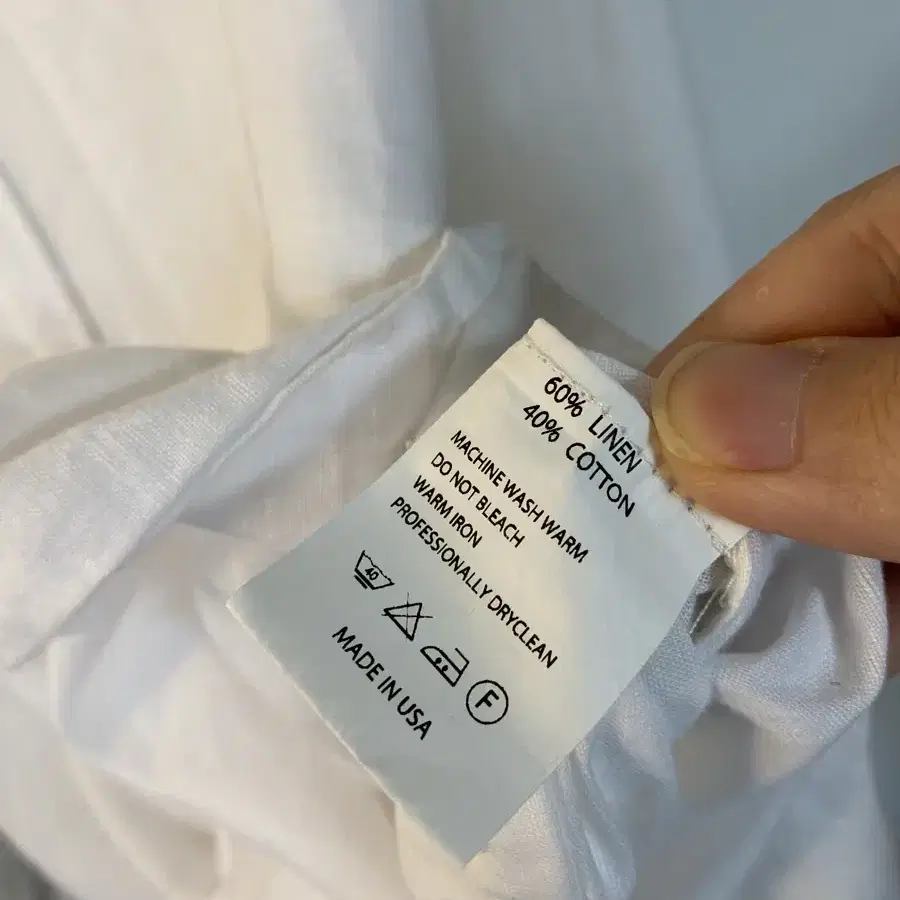 60% LINEN
40% COTTON
MACHINE WASH WARM
DO NOT BLEACH
WARM IRON
PROFESSIONALLY DRYCLEAN
40
F
MADE IN USA